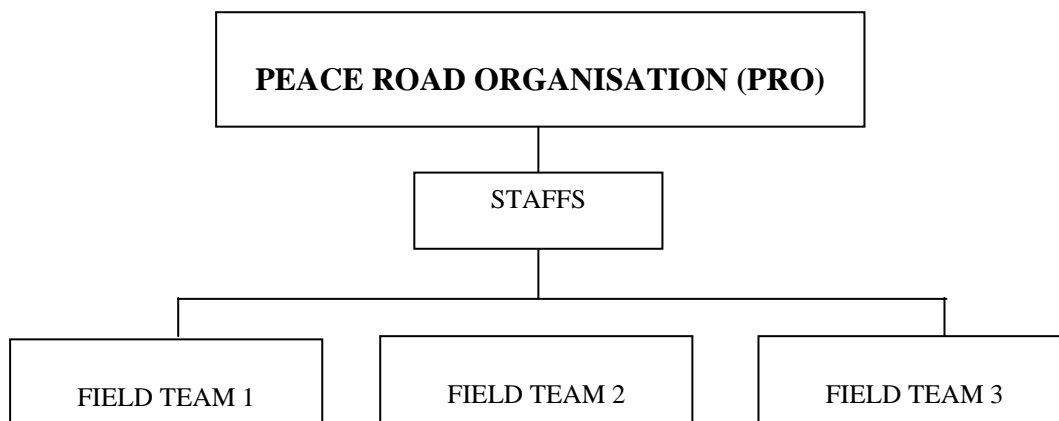 PEACE ROAD ORGANISATION (PRO)
STAFFS
FIELD TEAM 1
FIELD TEAM 2
FIELD TEAM 3